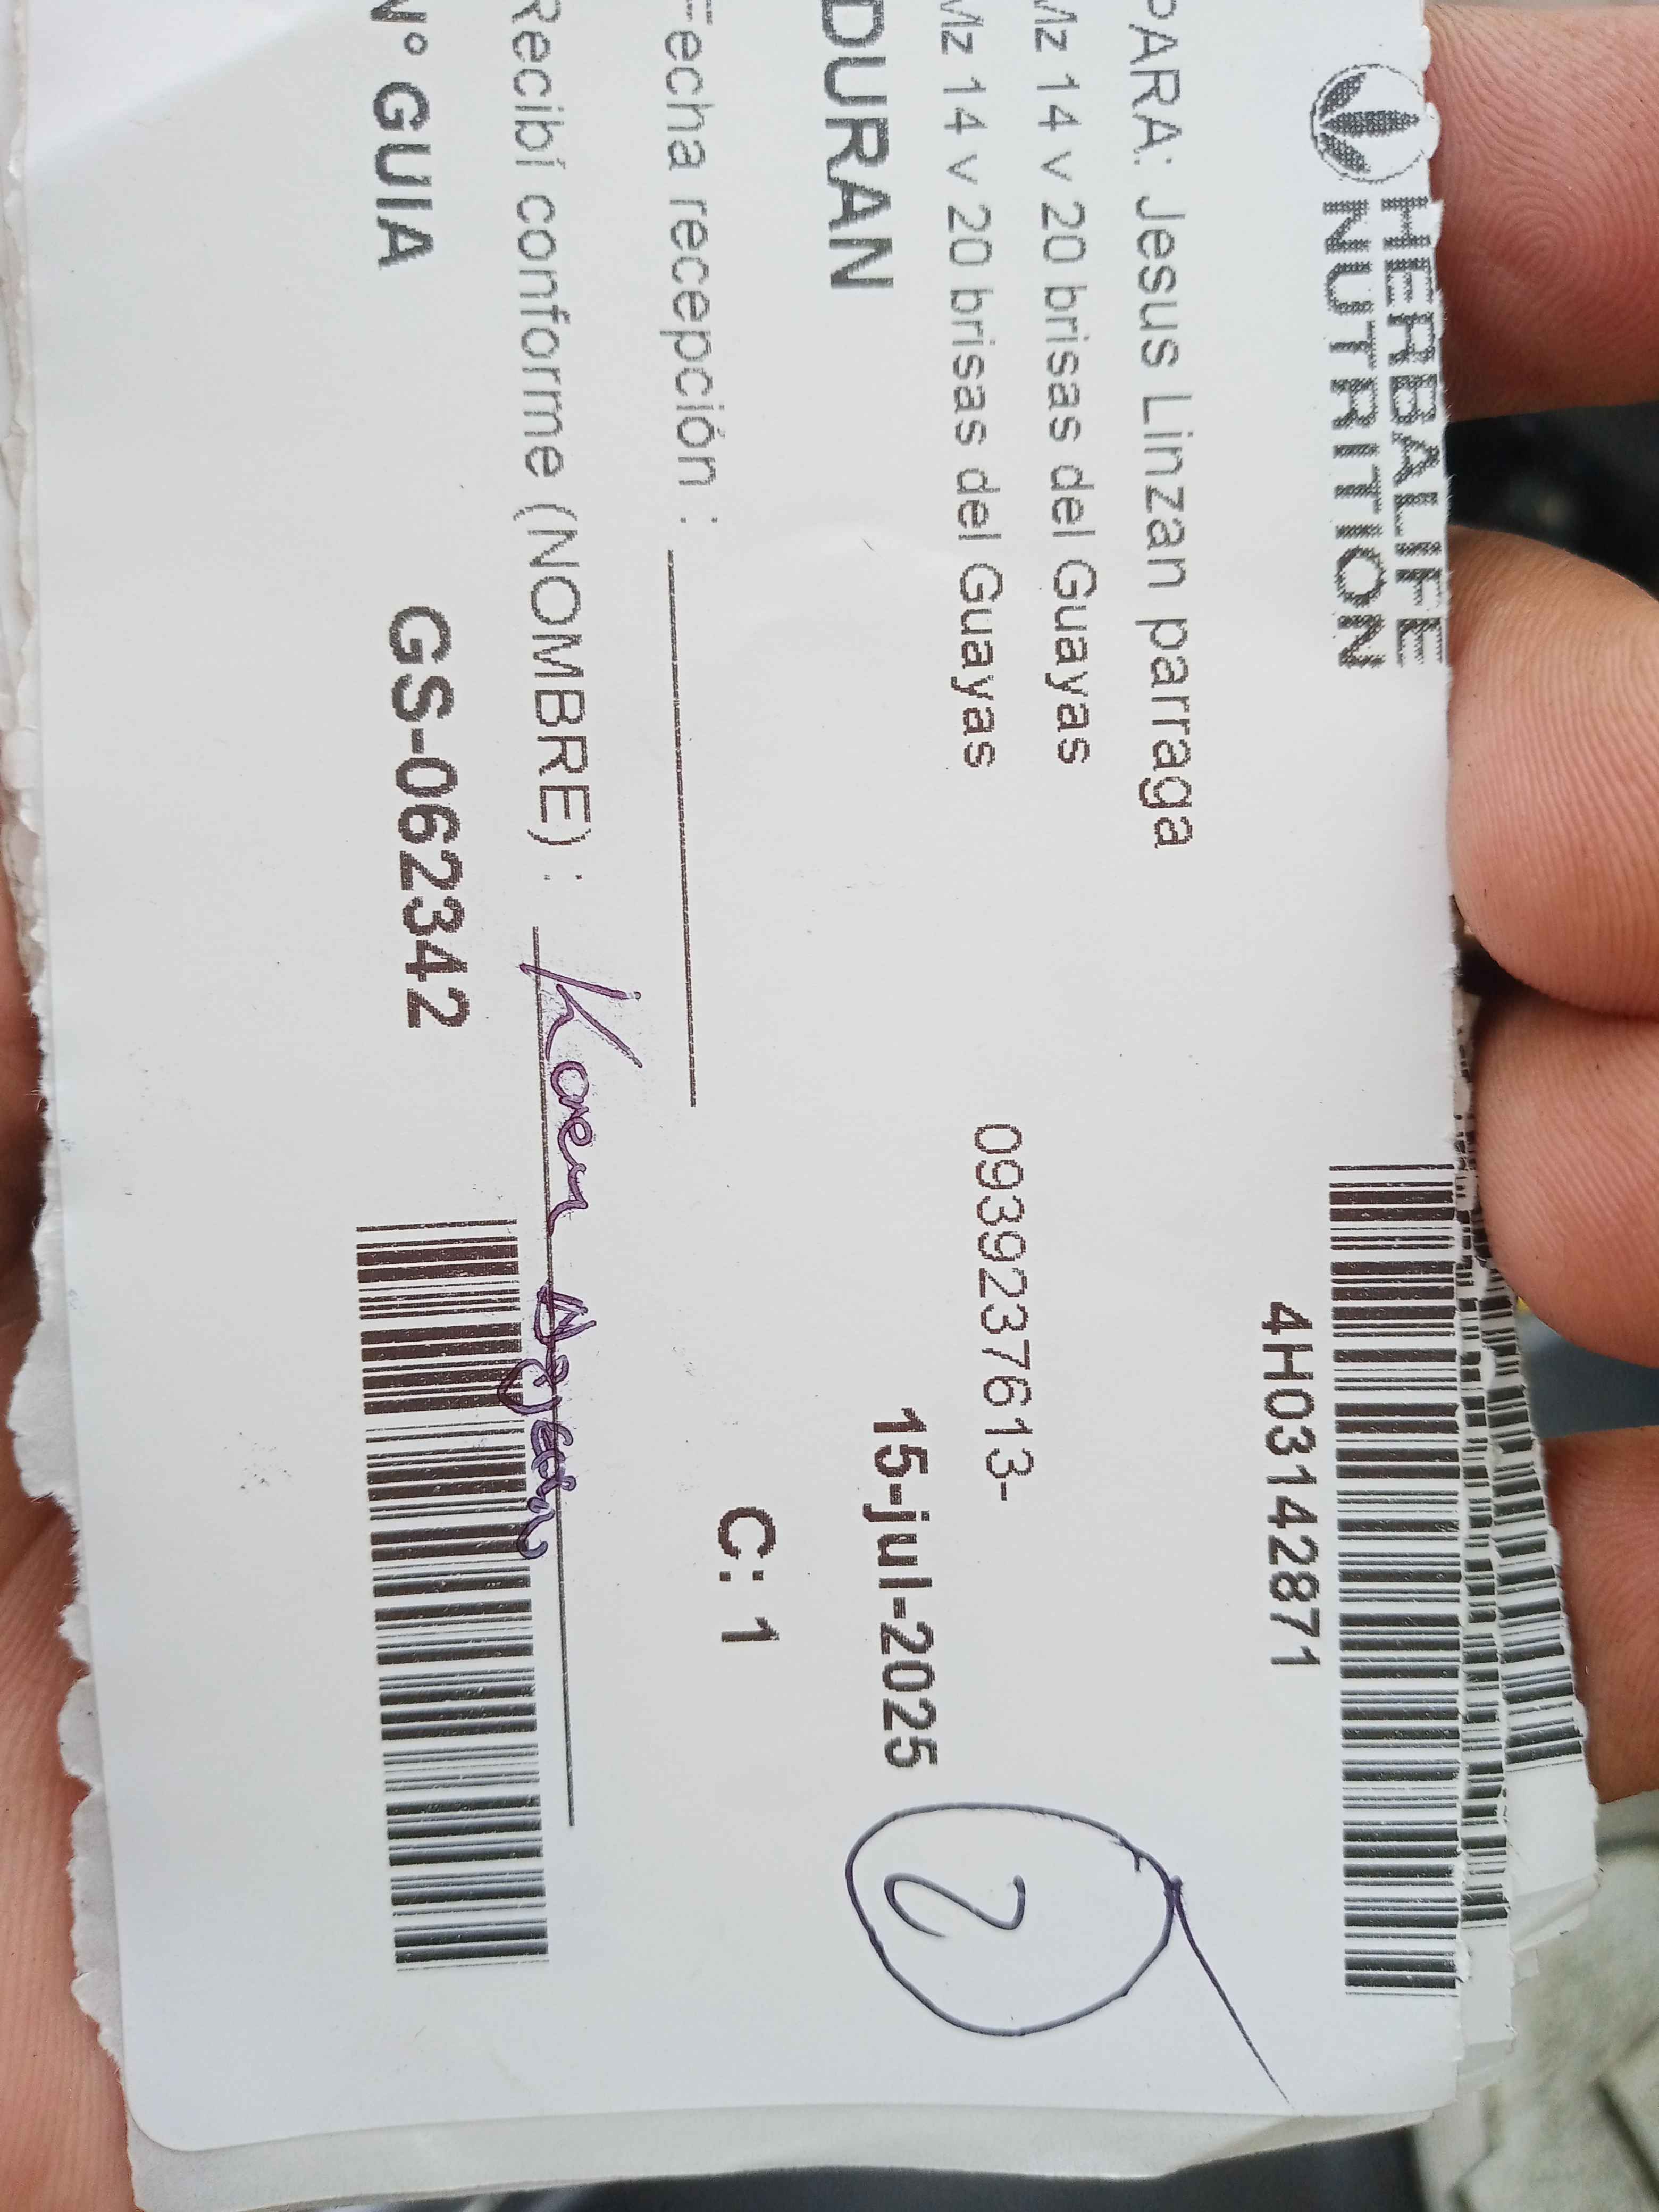 HERBALIFE
NUTRITION
4H03142871
PARA: Jesus Linzan parraga
Mz 14 v 20 brisas del Guayas
Mz 14 v 20 brisas del Guayas 0939237613-
DURAN 15-jul-2025
2
C: 1
Fecha recepción :
Recibí conforme (NOMBRE) : Karen
N° GUIA GS-062342